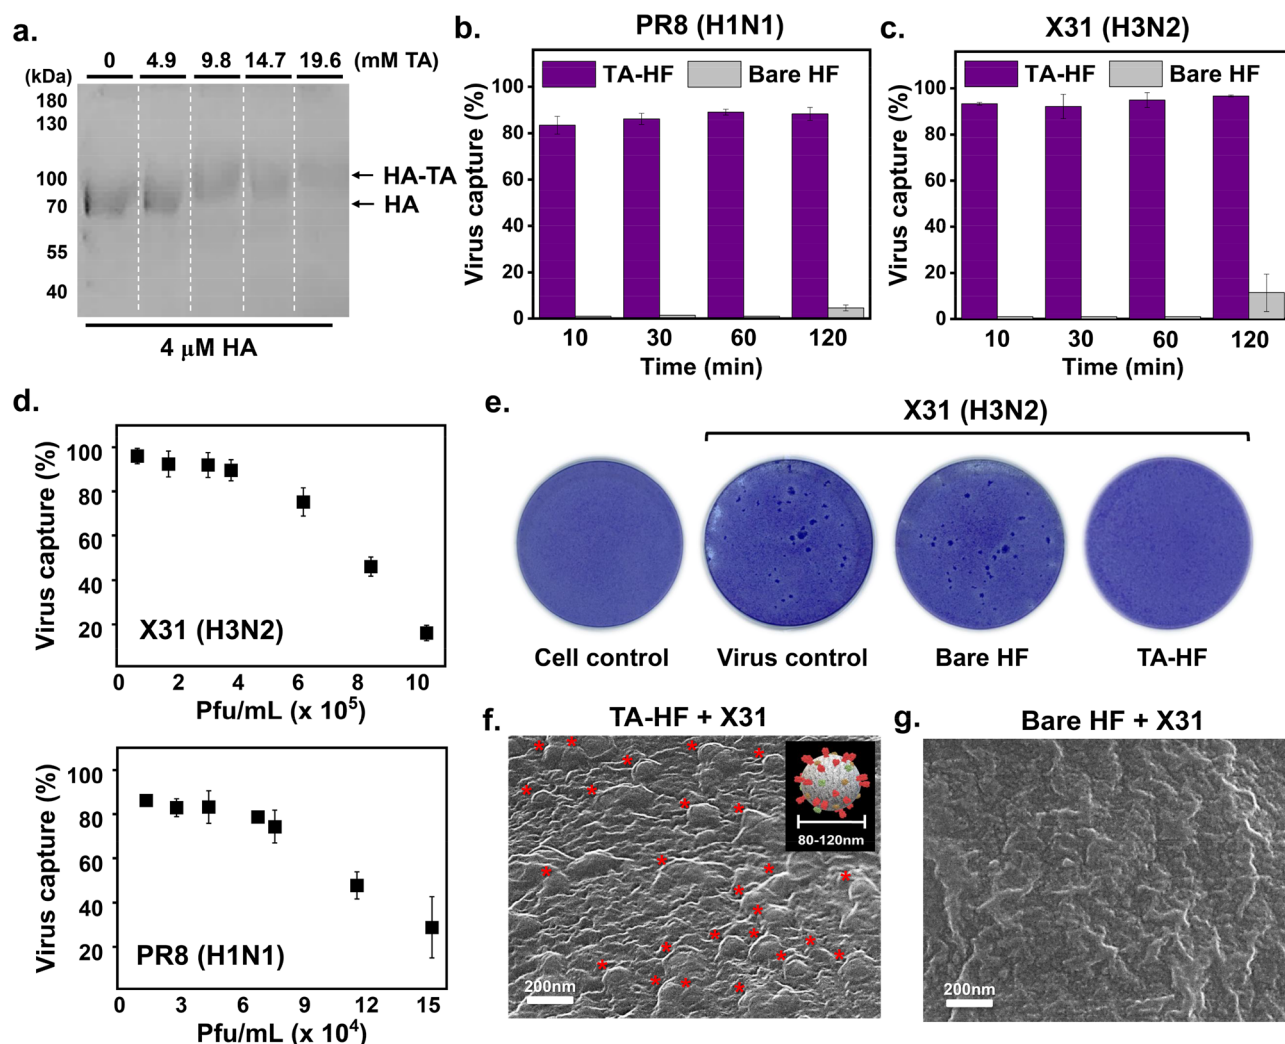 a.
0 4.9 9.8 14.7 19.6 (mM TA)
(kDa)
180
130
100
70
55
40
HA-TA
HA
4 μM HA
b.
PR8 (H1N1)
TA-HF Bare HF
Virus capture (%)
100
80
60
40
20
0
10 30 60 120
Time (min)
c.
X31 (H3N2)
TA-HF Bare HF
Virus capture (%)
100
80
60
40
20
0
10 30 60 120
Time (min)
d.
Virus capture (%)
100
80
60
40
20
X31 (H3N2)
0 2 4 6 8 10
Pfu/mL (x 10⁵)
Virus capture (%)
100
80
60
40
20
PR8 (H1N1)
0 3 6 9 12 15
Pfu/mL (x 10⁴)
e.
X31 (H3N2)
Cell control Virus control Bare HF TA-HF
f.
TA-HF + X31
80-120nm
200nm
g.
Bare HF + X31
200nm